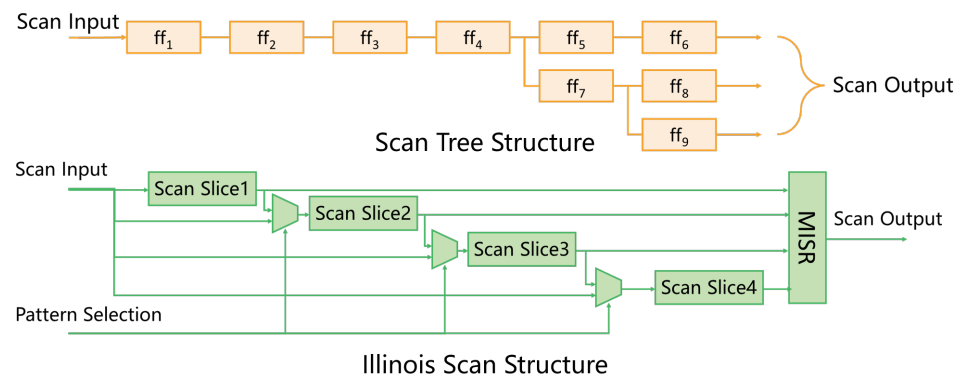 Scan Input
ff1 ff2 ff3 ff4 ff5 ff6
ff7 ff8
Scan Output
ff9
Scan Tree Structure
Scan Input
Scan Slice1
Scan Slice2
Scan Output
MISR
Scan Slice3
Scan Slice4
Pattern Selection
Illinois Scan Structure